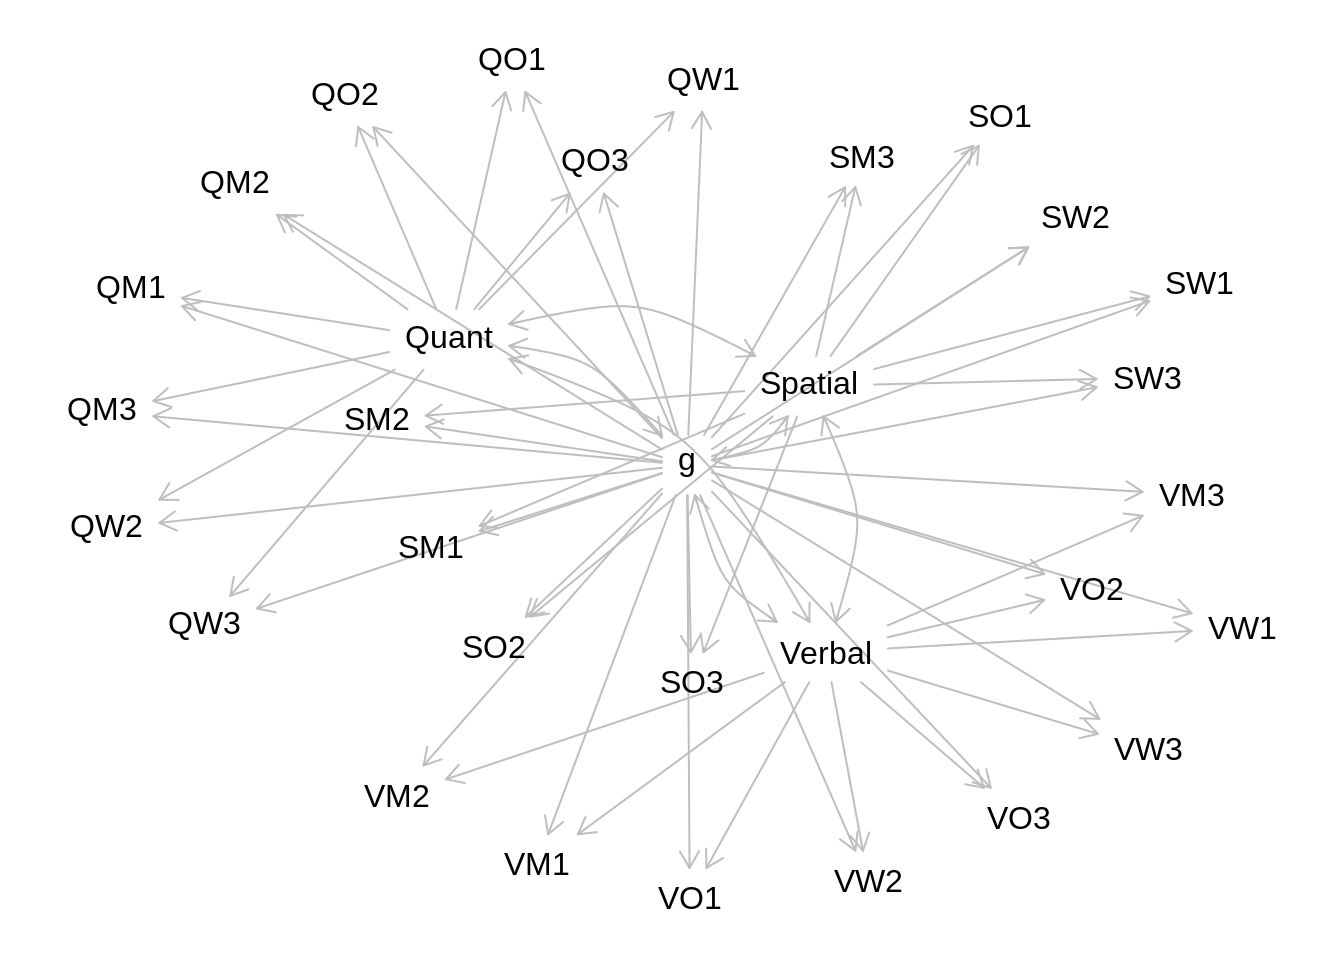 QO1
QW1
QO2
SO1
SM3
QO3
QM2
SW2
SW1
QM1
Quant
SW3
Spatial
QM3
SM2
g
VM3
QW2
SM1
VO2
QW3
VW1
SO2
Verbal
SO3
VW3
VM2
VO3
VM1
VW2
VO1